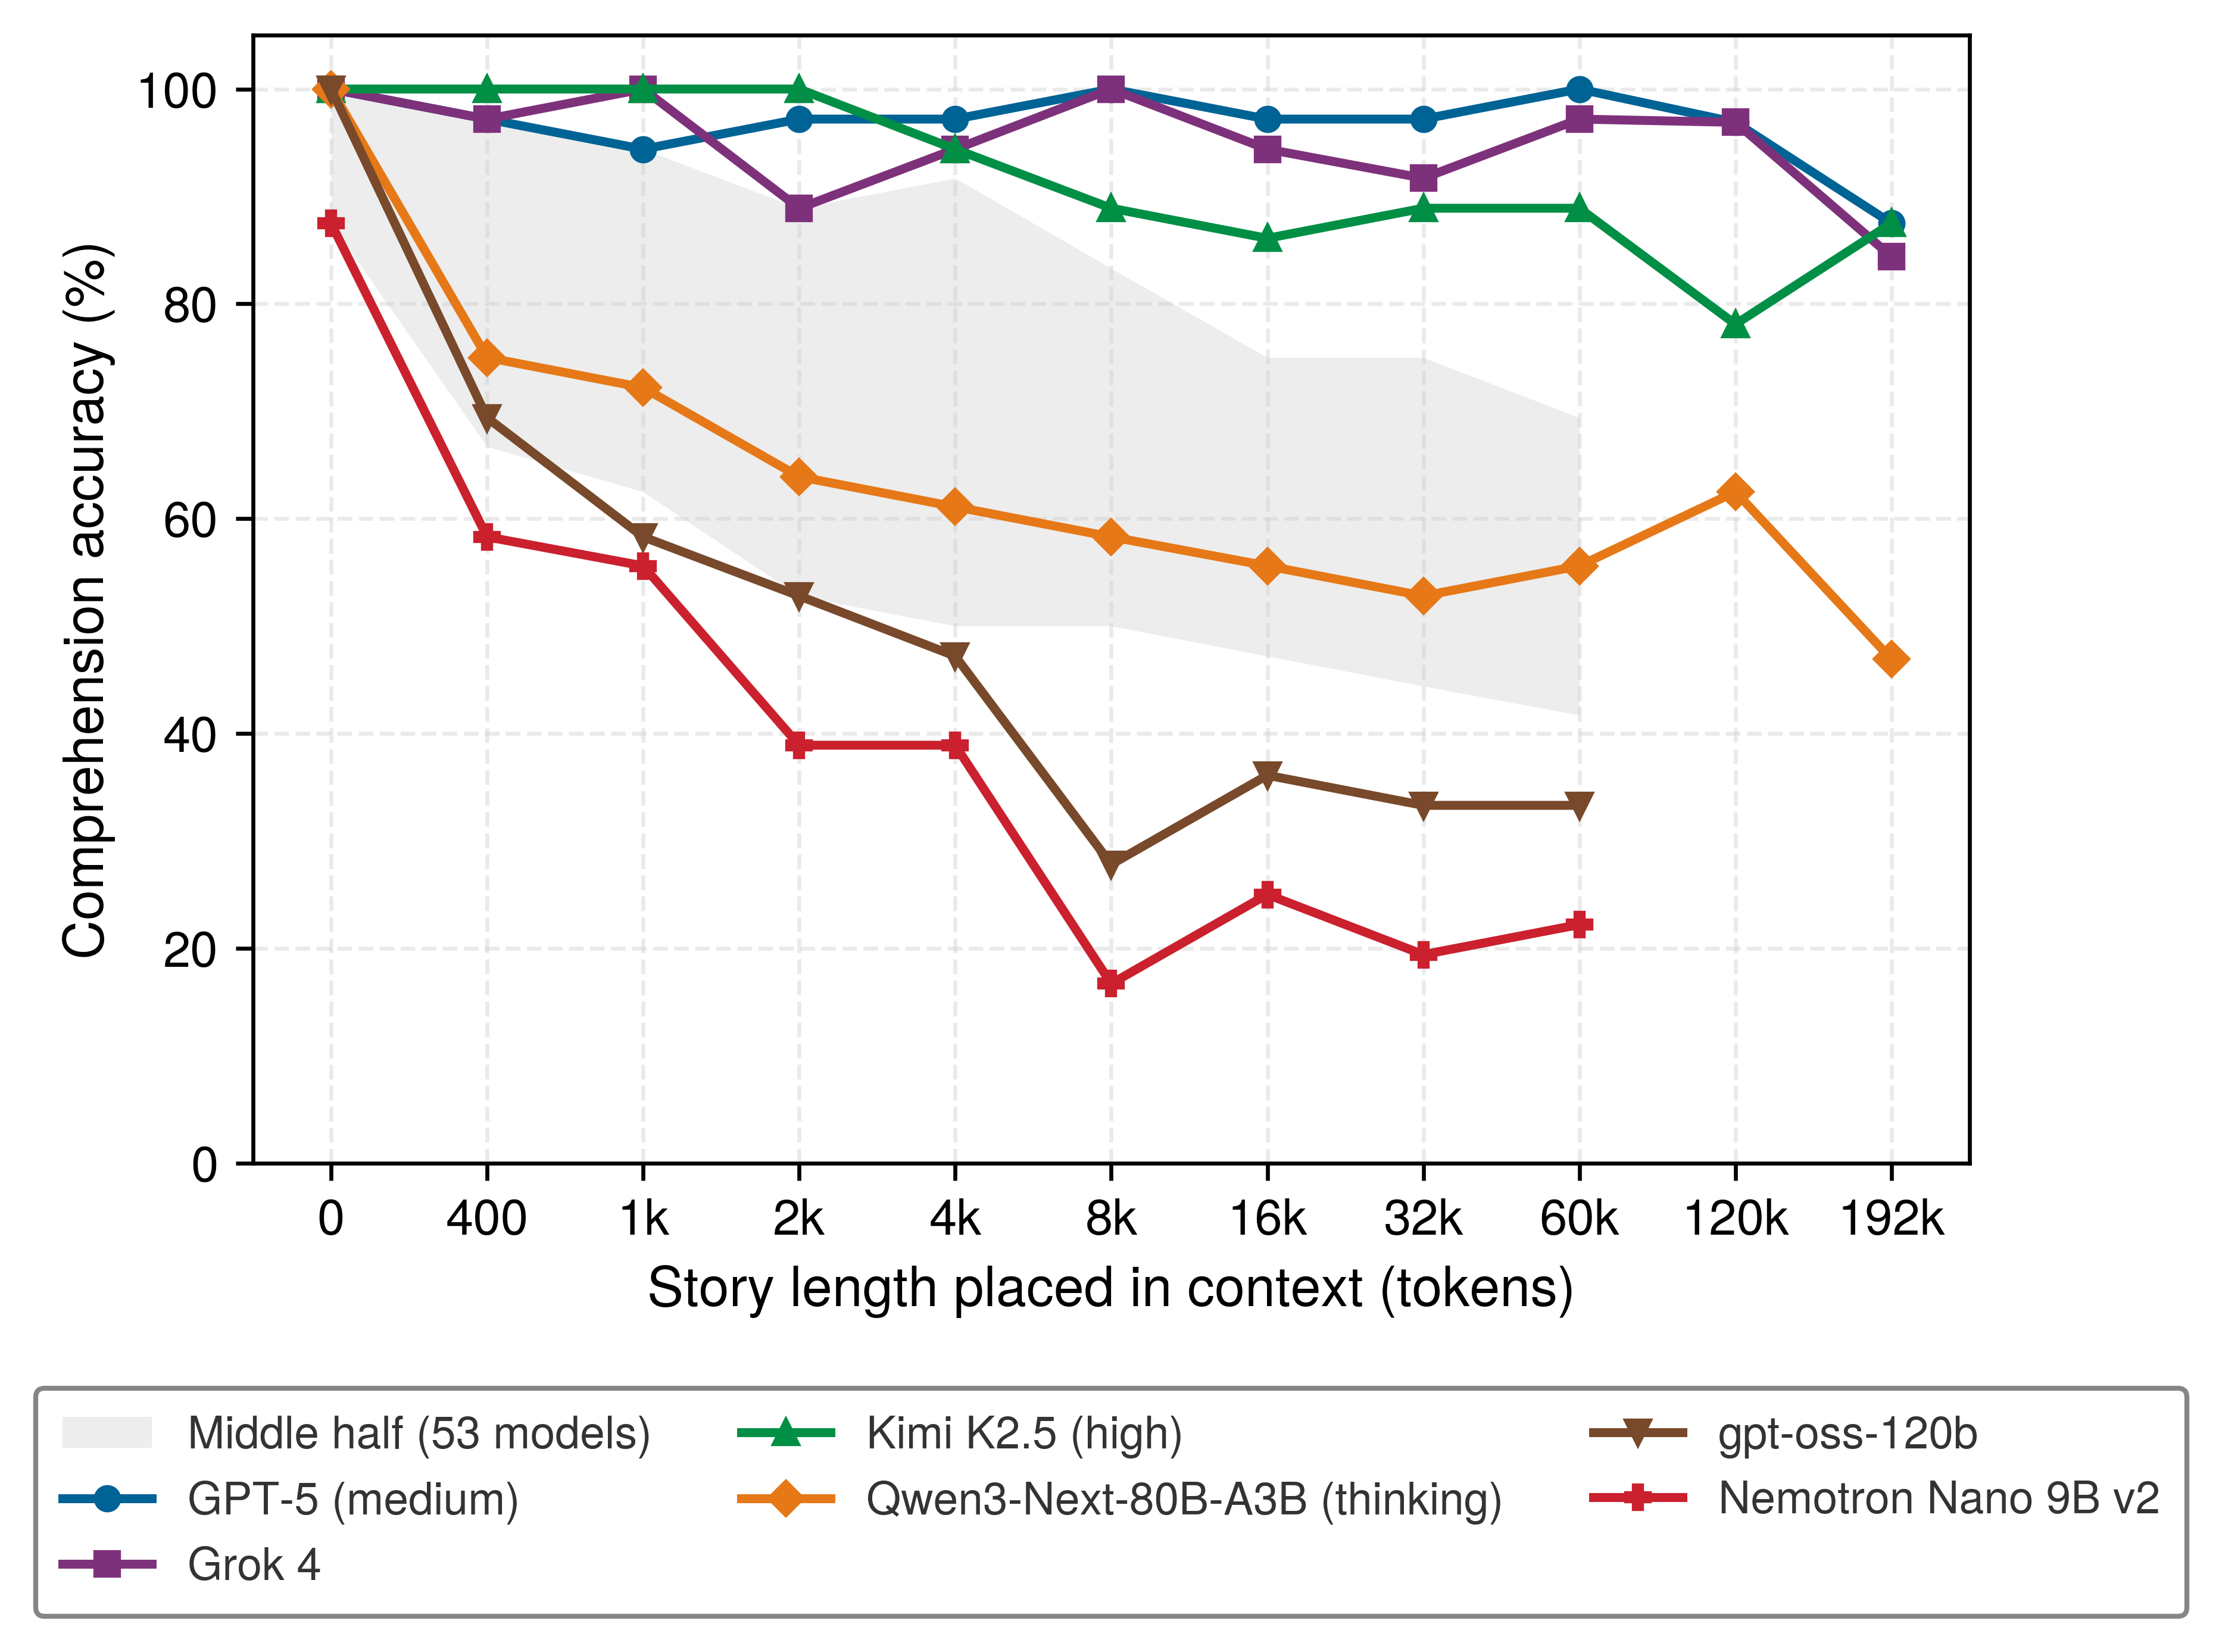 Comprehension accuracy (%)
100
80
60
40
20
0
0 400 1k 2k 4k 8k 16k 32k 60k 120k 192k
Story length placed in context (tokens)
Middle half (53 models)
GPT-5 (medium)
Grok 4
Kimi K2.5 (high)
Qwen3-Next-80B-A3B (thinking)
gpt-oss-120b
Nemotron Nano 9B v2